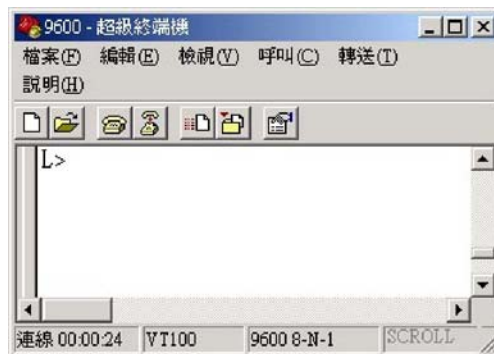 9600 - 超級終端機
檔案(F) 編輯(E) 檢視(V) 呼叫(C) 轉送(T)
說明(H)
L>
連線 00:00:24 VT100 9600 8-N-1 SCROLL